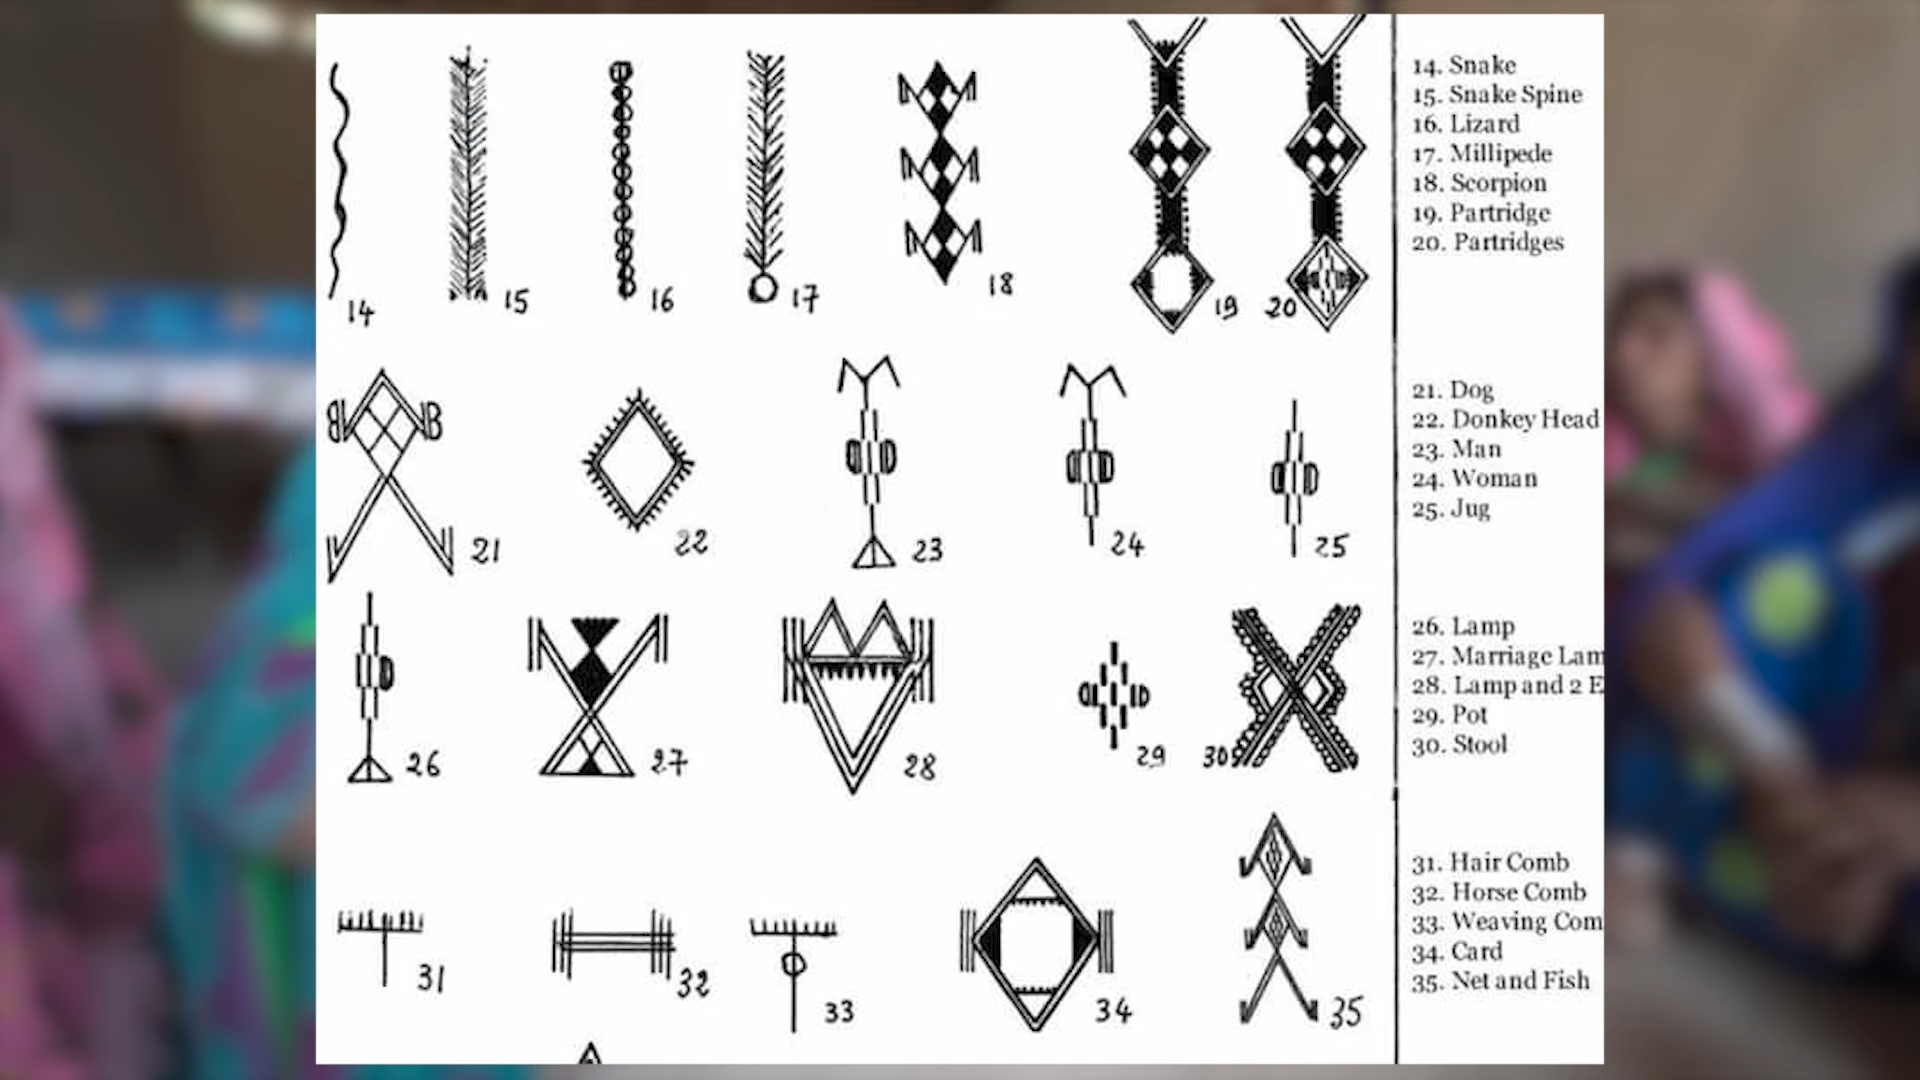 14. Snake
15. Snake Spine
16. Lizard
17. Millipede
18. Scorpion
19. Partridge
20. Partridges
14
15
16
17
18
19
20
21. Dog
22. Donkey Head
23. Man
24. Woman
25. Jug
21
22
23
24
25
26. Lamp
27. Marriage Lam
28. Lamp and 2 E
29. Pot
30. Stool
26
27
28
29
30
31. Hair Comb
32. Horse Comb
33. Weaving Com
34. Card
35. Net and Fish
31
32
33
34
35